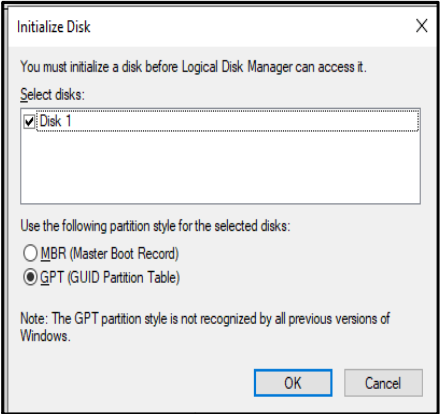 Initialize Disk
You must initialize a disk before Logical Disk Manager can access it.
Select disks:
Disk 1
Use the following partition style for the selected disks:
MBR (Master Boot Record)
GPT (GUID Partition Table)
Note: The GPT partition style is not recognized by all previous versions of
Windows.
OK Cancel